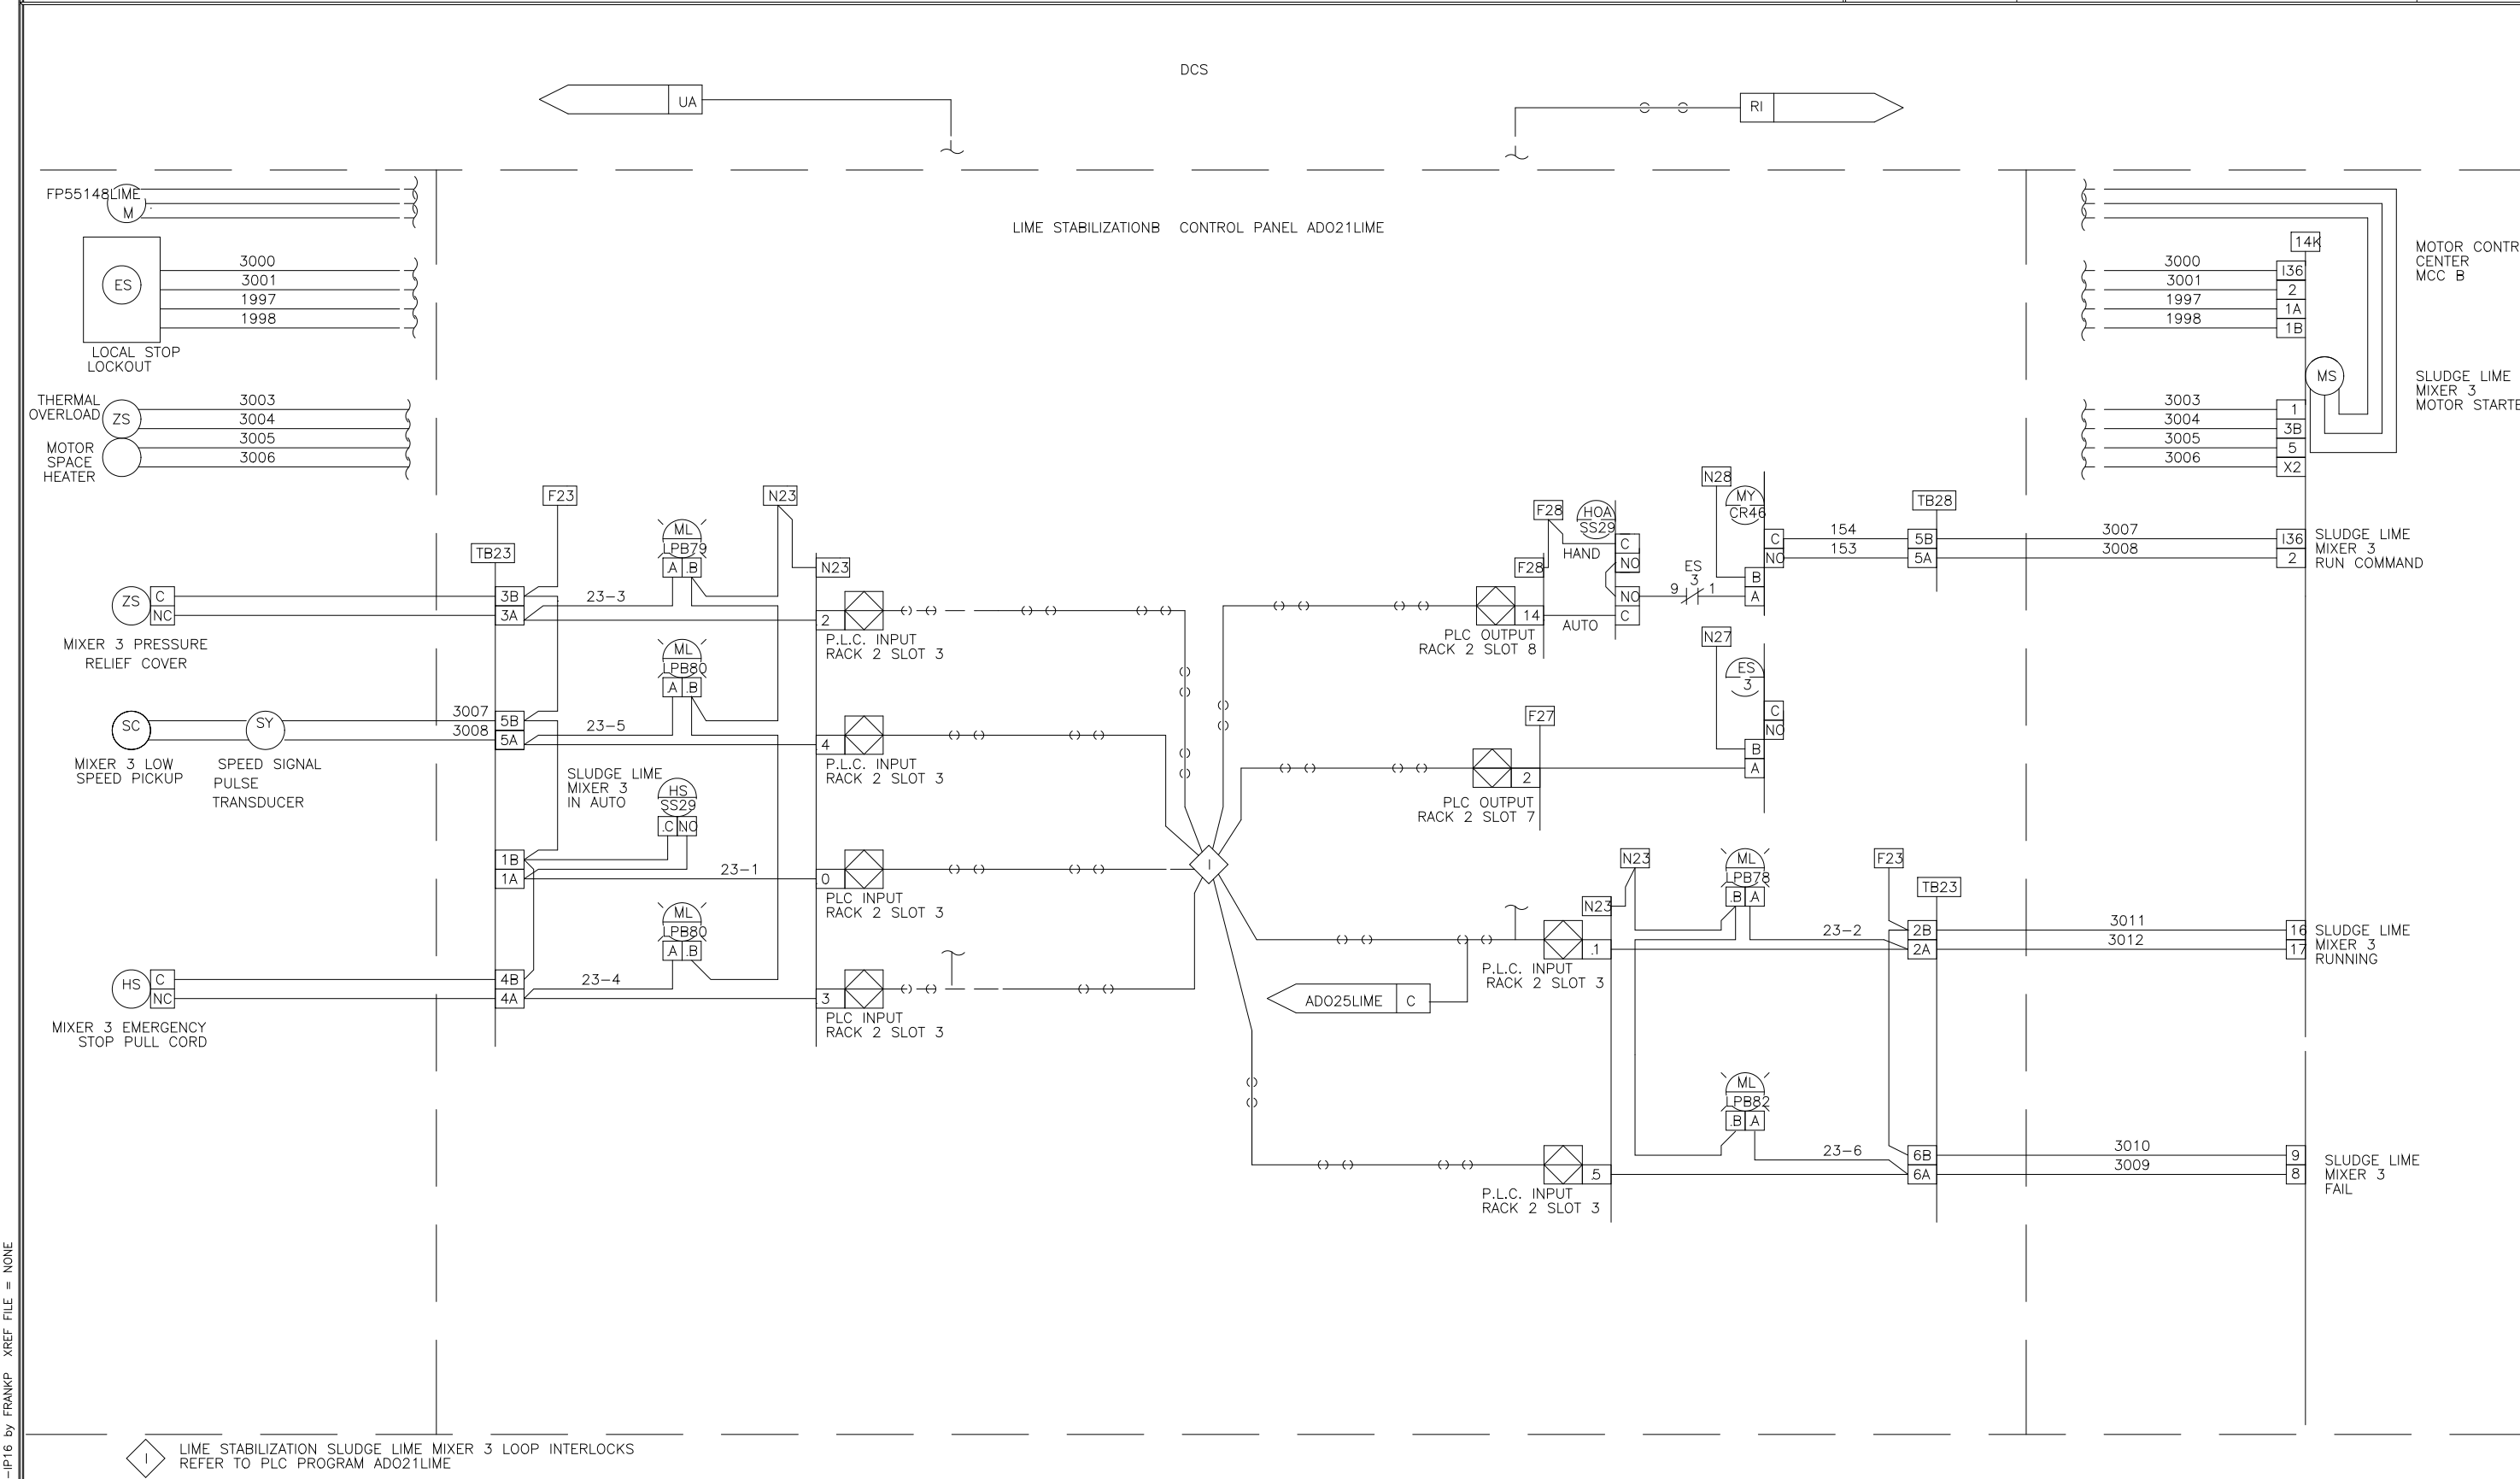 DCS
UA
RI
FP55148LIME
M
LIME STABILIZATIONB CONTROL PANEL ADO21LIME
ES
3000
3001
1997
1998
LOCAL STOP
LOCKOUT
THERMAL
OVERLOAD
ZS
3003
3004
3005
3006
MOTOR
SPACE
HEATER
14K
3000
3001
1997
1998
I36
2
1A
1B
MOTOR CONTR
CENTER
MCC B
MS
SLUDGE LIME
MIXER 3
MOTOR STARTE
3003
3004
3005
3006
1
3B
5
X2
F23
N23
TB23
ML
LPB79
A .B
N23
ZS
C
NC
3B
3A
23-3
2
P.L.C. INPUT
RACK 2 SLOT 3
MIXER 3 PRESSURE
RELIEF COVER
ML
LPB80
A .B
SC
SY
3007
3008
5B
5A
23-5
4
P.L.C. INPUT
RACK 2 SLOT 3
MIXER 3 LOW
SPEED PICKUP
SPEED SIGNAL
PULSE
TRANSDUCER
SLUDGE LIME
MIXER 3
IN AUTO
HS
SS29
.C NO
1B
1A
23-1
0
PLC INPUT
RACK 2 SLOT 3
ML
LPB80
A .B
HS
C
NC
4B
4A
23-4
3
PLC INPUT
RACK 2 SLOT 3
MIXER 3 EMERGENCY
STOP PULL CORD
I
F28
HOA
SS29
HAND
C
NO
F28
NO
C
14
AUTO
PLC OUTPUT
RACK 2 SLOT 8
ES
3
9 1
N28
MY
CR46
C
NO
B
A
154
153
TB28
5B
5A
3007
3008
I36
2
SLUDGE LIME
MIXER 3
RUN COMMAND
N27
ES
3
C
NO
B
A
F27
2
PLC OUTPUT
RACK 2 SLOT 7
N23
N23
ML
LPB78
.B A
F23
TB23
.1
23-2
2B
2A
3011
3012
16
17
SLUDGE LIME
MIXER 3
RUNNING
P.L.C. INPUT
RACK 2 SLOT 3
ADO25LIME C
ML
LPB82
.B A
.5
23-6
6B
6A
3010
3009
9
8
SLUDGE LIME
MIXER 3
FAIL
P.L.C. INPUT
RACK 2 SLOT 3
I
LIME STABILIZATION SLUDGE LIME MIXER 3 LOOP INTERLOCKS
REFER TO PLC PROGRAM ADO21LIME
-IP16 by FRANKP XREF FILE = NONE